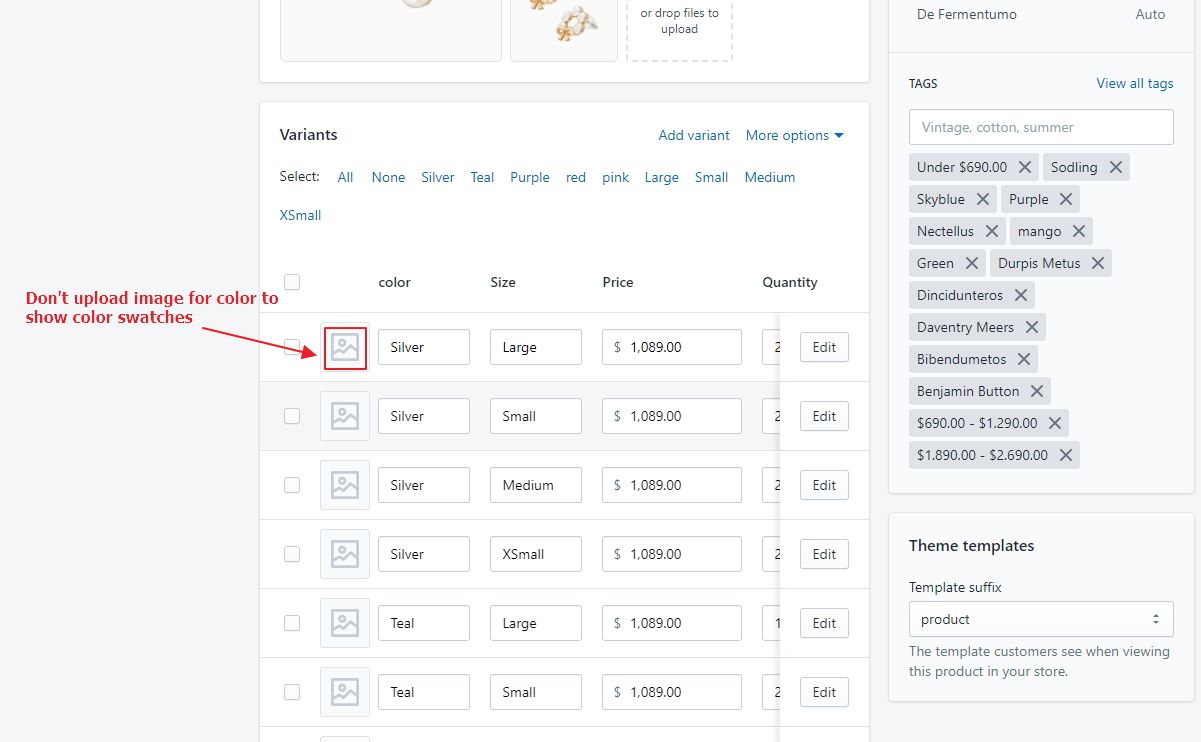 or drop files to
upload
De Fermentumo Auto
TAGS View all tags
Vintage, cotton, summer
Under $690.00 Sodling
Skyblue Purple
Nectellus mango
Green Durpis Metus
Dincidunteros
Daventry Meers
Bibendumetos
Benjamin Button
$690.00 - $1.290.00
$1.890.00 - $2.690.00
Variants Add variant More options
Select: All None Silver Teal Purple red pink Large Small Medium
XSmall
color Size Price Quantity
Don't upload image for color to
show color swatches
Silver Large $ 1,089.00 2 Edit
Silver Small $ 1,089.00 2 Edit
Silver Medium $ 1,089.00 2 Edit
Silver XSmall $ 1,089.00 2 Edit
Teal Large $ 1,089.00 1 Edit
Teal Small $ 1,089.00 2 Edit
Theme templates
Template suffix
product
The template customers see when viewing
this product in your store.